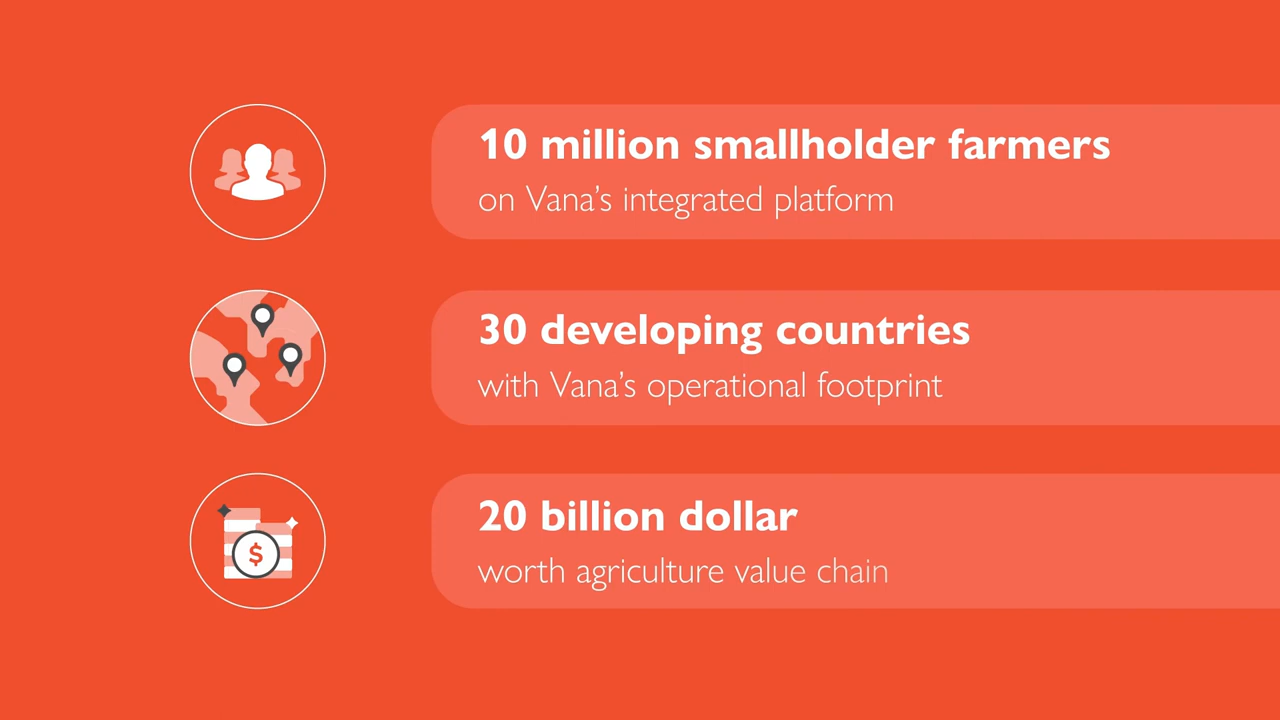 10 million smallholder farmers
on Vana’s integrated platform
30 developing countries
with Vana’s operational footprint
20 billion dollar
worth agriculture value chain
$